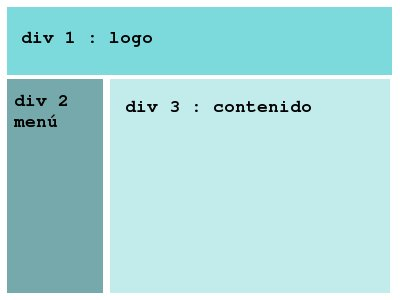 div 1 : logo
div 2
menú
div 3 : contenido